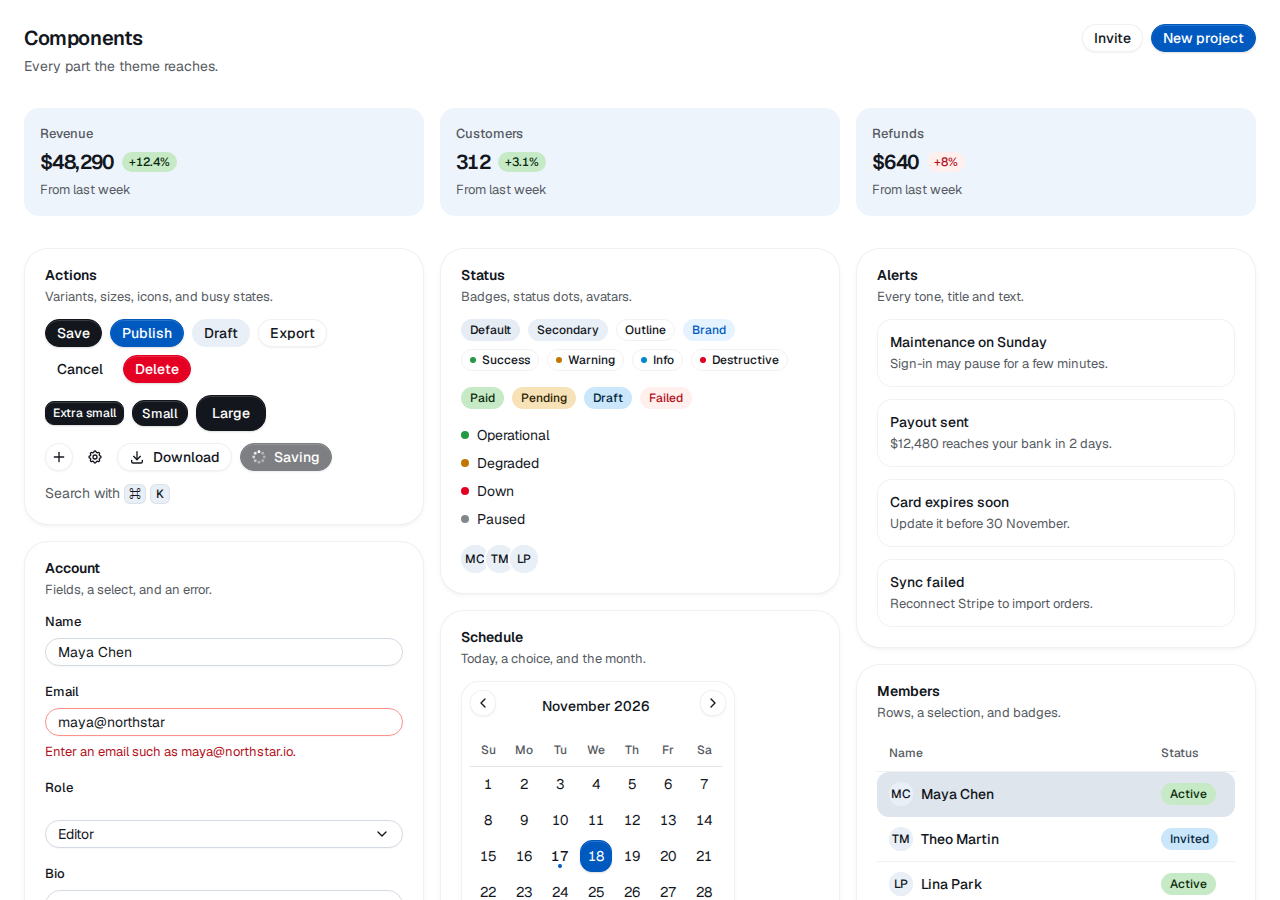 Components
Every part the theme reaches.
Invite
New project
Revenue
$48,290 +12.4%
From last week
Customers
312 +3.1%
From last week
Refunds
$640 +8%
From last week
Actions
Variants, sizes, icons, and busy states.
Save Publish Draft Export
Cancel Delete
Extra small Small Large
Download Saving
Search with ⌘ K
Account
Fields, a select, and an error.
Name
Maya Chen
Email
maya@northstar
Enter an email such as maya@northstar.io.
Role
Editor
Bio
Status
Badges, status dots, avatars.
Default Secondary Outline Brand
Success Warning Info Destructive
Paid Pending Draft Failed
Operational
Degraded
Down
Paused
MC TM LP
Schedule
Today, a choice, and the month.
November 2026
Su Mo Tu We Th Fr Sa
1 2 3 4 5 6 7
8 9 10 11 12 13 14
15 16 17 18 19 20 21
22 23 24 25 26 27 28
Alerts
Every tone, title and text.
Maintenance on Sunday
Sign-in may pause for a few minutes.
Payout sent
$12,480 reaches your bank in 2 days.
Card expires soon
Update it before 30 November.
Sync failed
Reconnect Stripe to import orders.
Members
Rows, a selection, and badges.
Name Status
MC Maya Chen Active
TM Theo Martin Invited
LP Lina Park Active